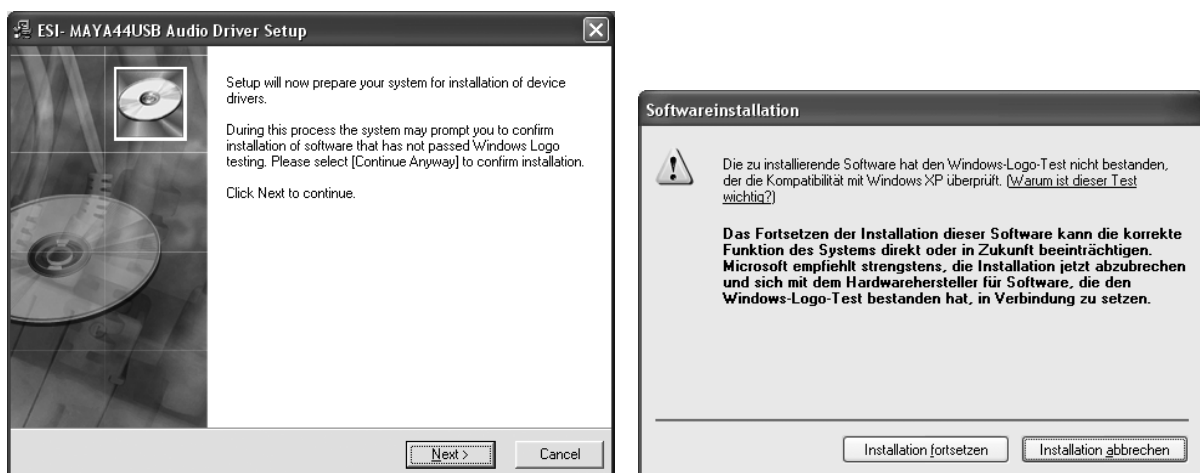 ESI- MAYA44USB Audio Driver Setup
Setup will now prepare your system for installation of device
drivers.
During this process the system may prompt you to confirm
installation of software that has not passed Windows Logo
testing. Please select [Continue Anyway] to confirm installation.
Click Next to continue.
Next >
Cancel
Softwareinstallation
Die zu installierende Software hat den Windows-Logo-Test nicht bestanden,
der die Kompatibilität mit Windows XP überprüft. (Warum ist dieser Test
wichtig?)
Das Fortsetzen der Installation dieser Software kann die korrekte
Funktion des Systems direkt oder in Zukunft beeinträchtigen.
Microsoft empfiehlt strengstens, die Installation jetzt abzubrechen
und sich mit dem Hardwarehersteller für Software, die den
Windows-Logo-Test bestanden hat, in Verbindung zu setzen.
Installation fortsetzen
Installation abbrechen